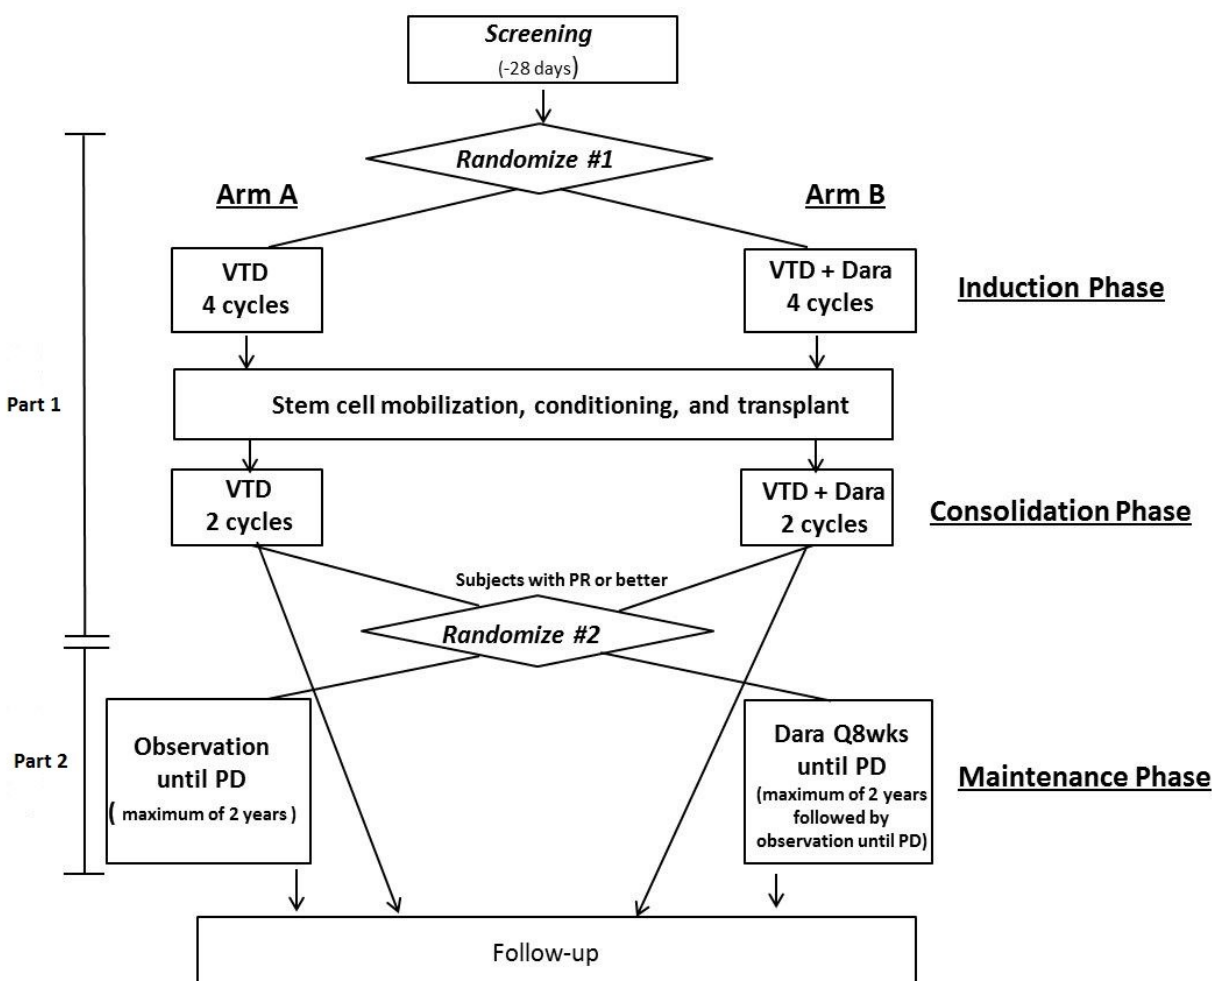 Screening
(-28 days)
Randomize #1
Arm A
Arm B
VTD
4 cycles
VTD + Dara
4 cycles
Induction Phase
Part 1
Stem cell mobilization, conditioning, and transplant
VTD
2 cycles
VTD + Dara
2 cycles
Consolidation Phase
Subjects with PR or better
Randomize #2
Part 2
Observation
until PD
( maximum of 2 years )
Dara Q8wks
until PD
(maximum of 2 years
followed by
observation until PD)
Maintenance Phase
Follow-up